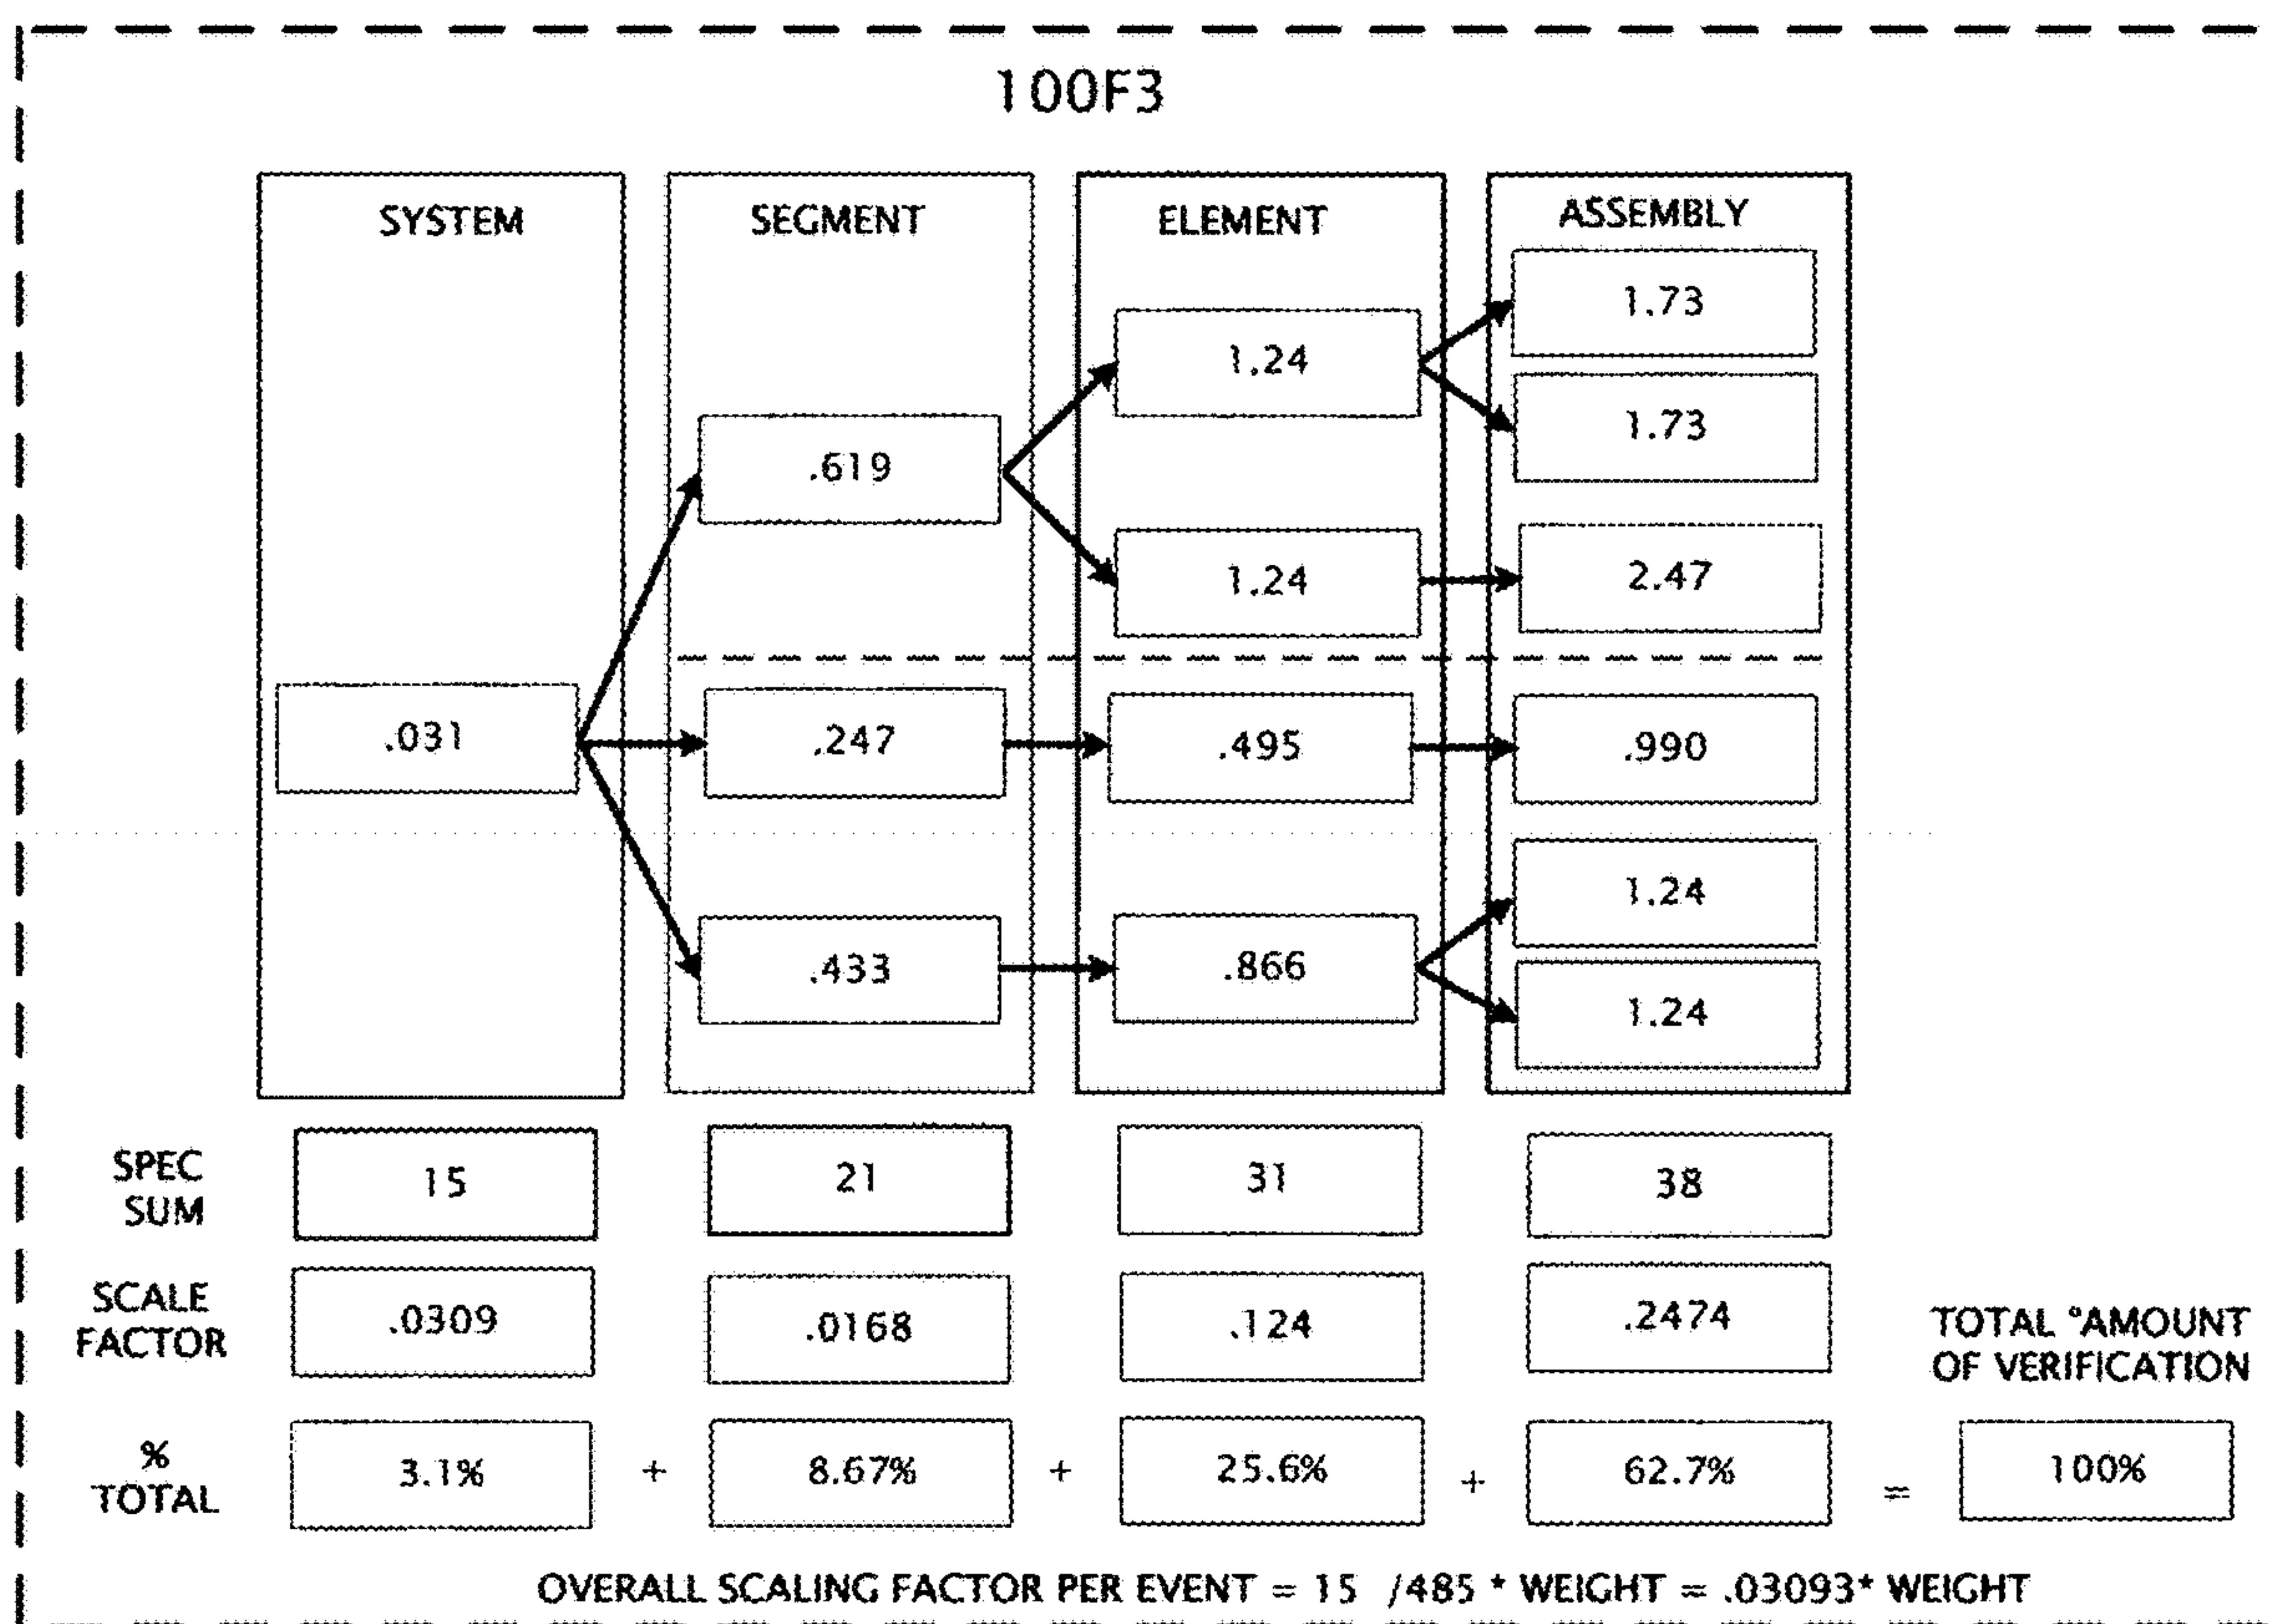 100F3
SYSTEM SEGMENT ELEMENT ASSEMBLY
1.73
1.24
1.73
.619
1.24 2.47
.031 .247 .495 .990
1.24
.433 .866
1.24
SPEC
SUM
15 21 31 38
SCALE
FACTOR
.0309 .0168 .124 .2474
TOTAL °AMOUNT
OF VERIFICATION
%
TOTAL
3.1% + 8.67% + 25.6% + 62.7% = 100%
OVERALL SCALING FACTOR PER EVENT = 15 /485 * WEIGHT = .03093* WEIGHT